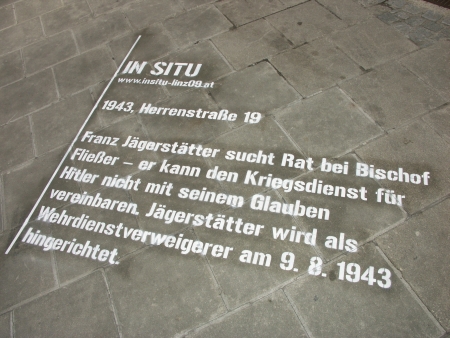 IN SITU
www.insitu-linz09.at
1943, Herrenstraße 19
Franz Jägerstätter sucht Rat bei Bischof
Fließer – er kann den Kriegsdienst für
Hitler nicht mit seinem Glauben
vereinbaren. Jägerstätter wird als
Wehrdienstverweigerer am 9. 8. 1943
hingerichtet.